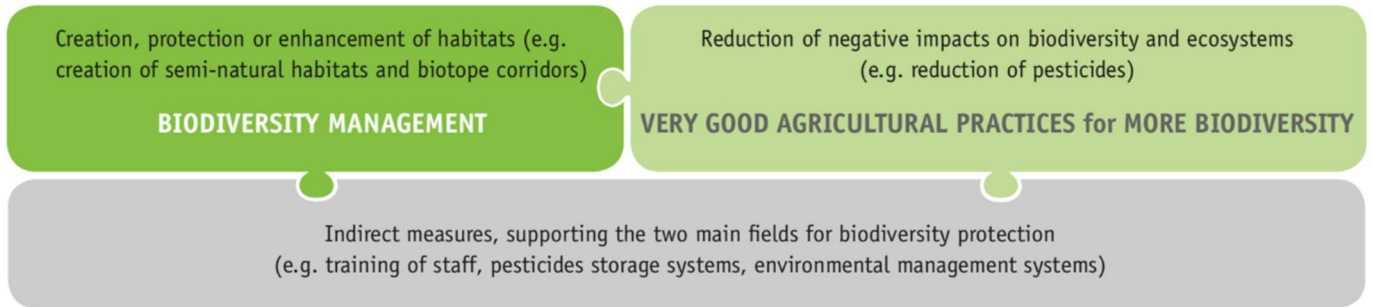 Creation, protection or enhancement of habitats (e.g.
creation of semi-natural habitats and biotope corridors)
BIODIVERSITY MANAGEMENT
Reduction of negative impacts on biodiversity and ecosystems
(e.g. reduction of pesticides)
VERY GOOD AGRICULTURAL PRACTICES for MORE BIODIVERSITY
Indirect measures, supporting the two main fields for biodiversity protection
(e.g. training of staff, pesticides storage systems, environmental management systems)